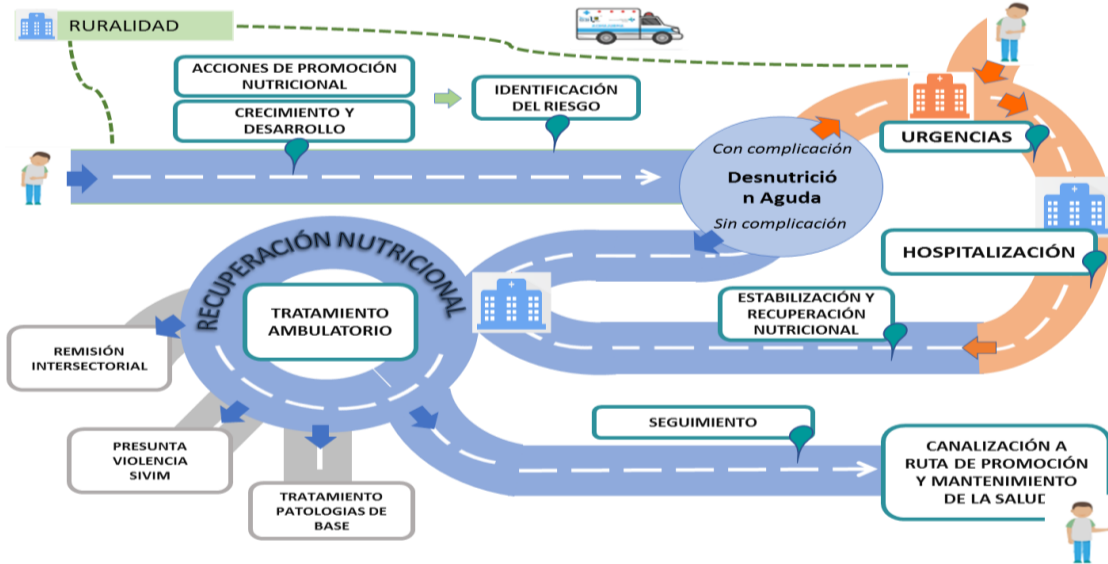 RURALIDAD
ACCIONES DE PROMOCIÓN
NUTRICIONAL
CRECIMIENTO Y
DESARROLLO
IDENTIFICACIÓN
DEL RIESGO
Con complicación
Desnutrició
n Aguda
Sin complicación
URGENCIAS
HOSPITALIZACIÓN
ESTABILIZACIÓN Y
RECUPERACIÓN
NUTRICIONAL
RECUPERACIÓN NUTRICIONAL
TRATAMIENTO
AMBULATORIO
REMISIÓN
INTERSECTORIAL
PRESUNTA
VIOLENCIA
SIVIM
TRATAMIENTO
PATOLOGIAS DE
BASE
SEGUIMIENTO
CANALIZACIÓN A
RUTA DE PROMOCIÓN
Y MANTENIMIENTO
DE LA SALUD